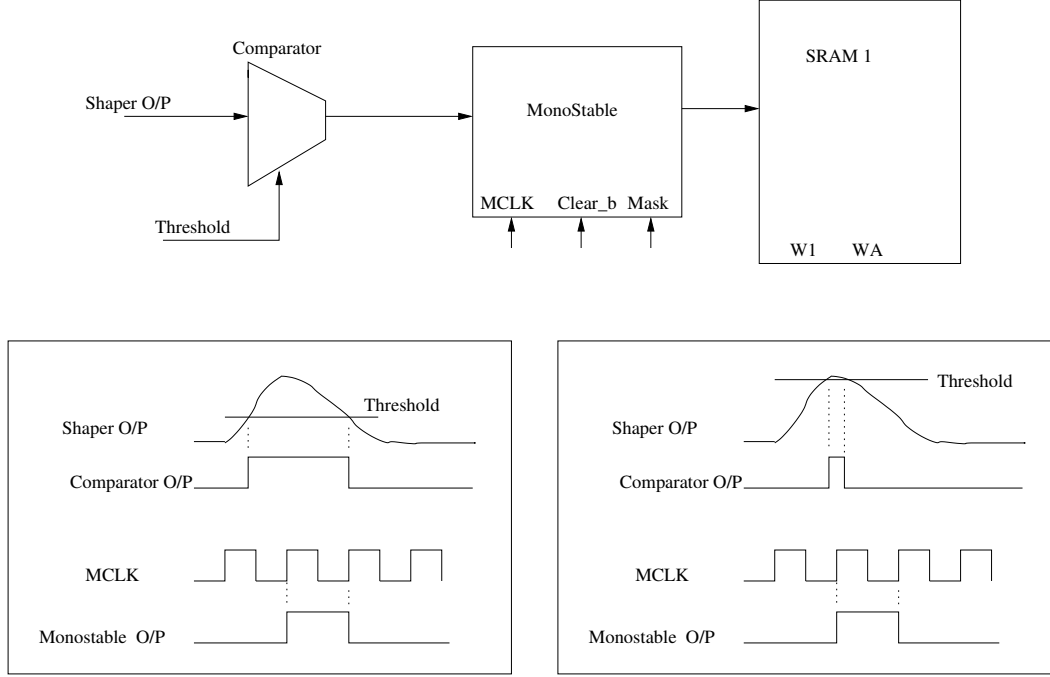 Comparator
Shaper O/P
Threshold
MonoStable
MCLK Clear_b Mask
SRAM 1
W1 WA
Threshold
Shaper O/P
Comparator O/P
MCLK
Monostable O/P
Threshold
Shaper O/P
Comparator O/P
MCLK
Monostable O/P